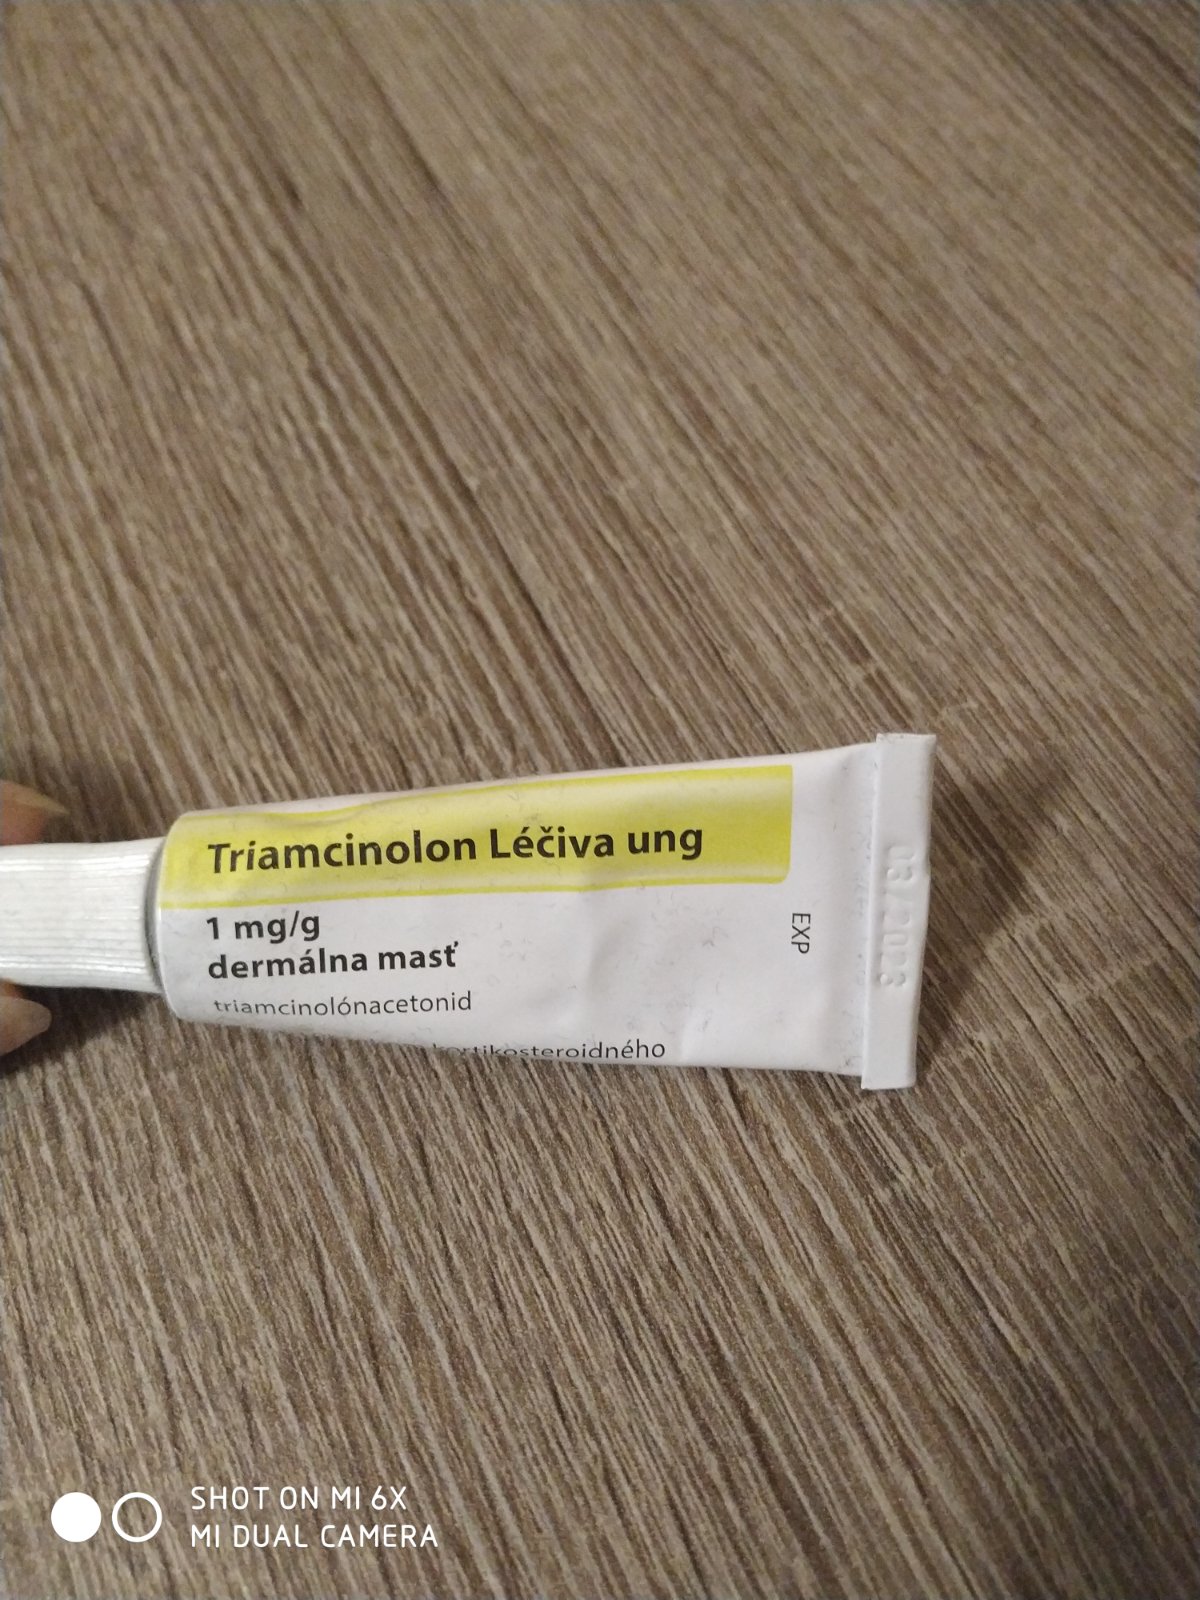 Triamcinolon Léčiva ung
1 mg/g
dermálna masť
triamcinolónacetonid
kortikosteroidného
EXP
03/2023
SHOT ON MI 6X
MI DUAL CAMERA